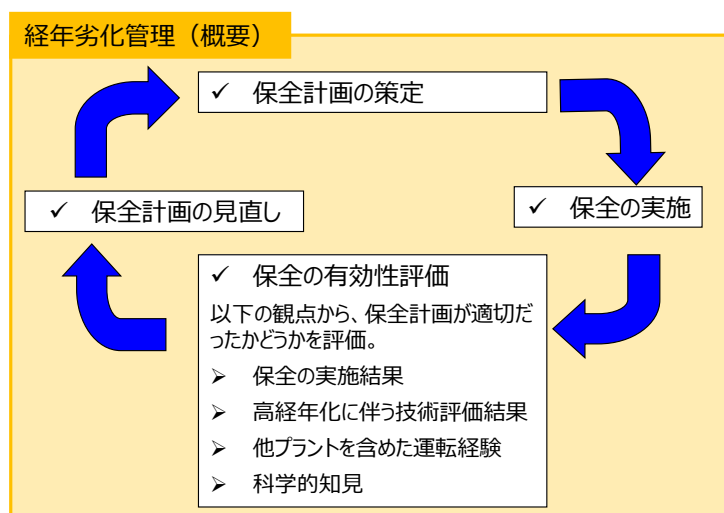 経年劣化管理（概要）
✓ 保全計画の策定
✓ 保全計画の見直し
✓ 保全の実施
✓ 保全の有効性評価
以下の観点から、保全計画が適切だ
ったかどうかを評価。
➢ 保全の実施結果
➢ 高経年化に伴う技術評価結果
➢ 他プラントを含めた運転経験
➢ 科学的知見